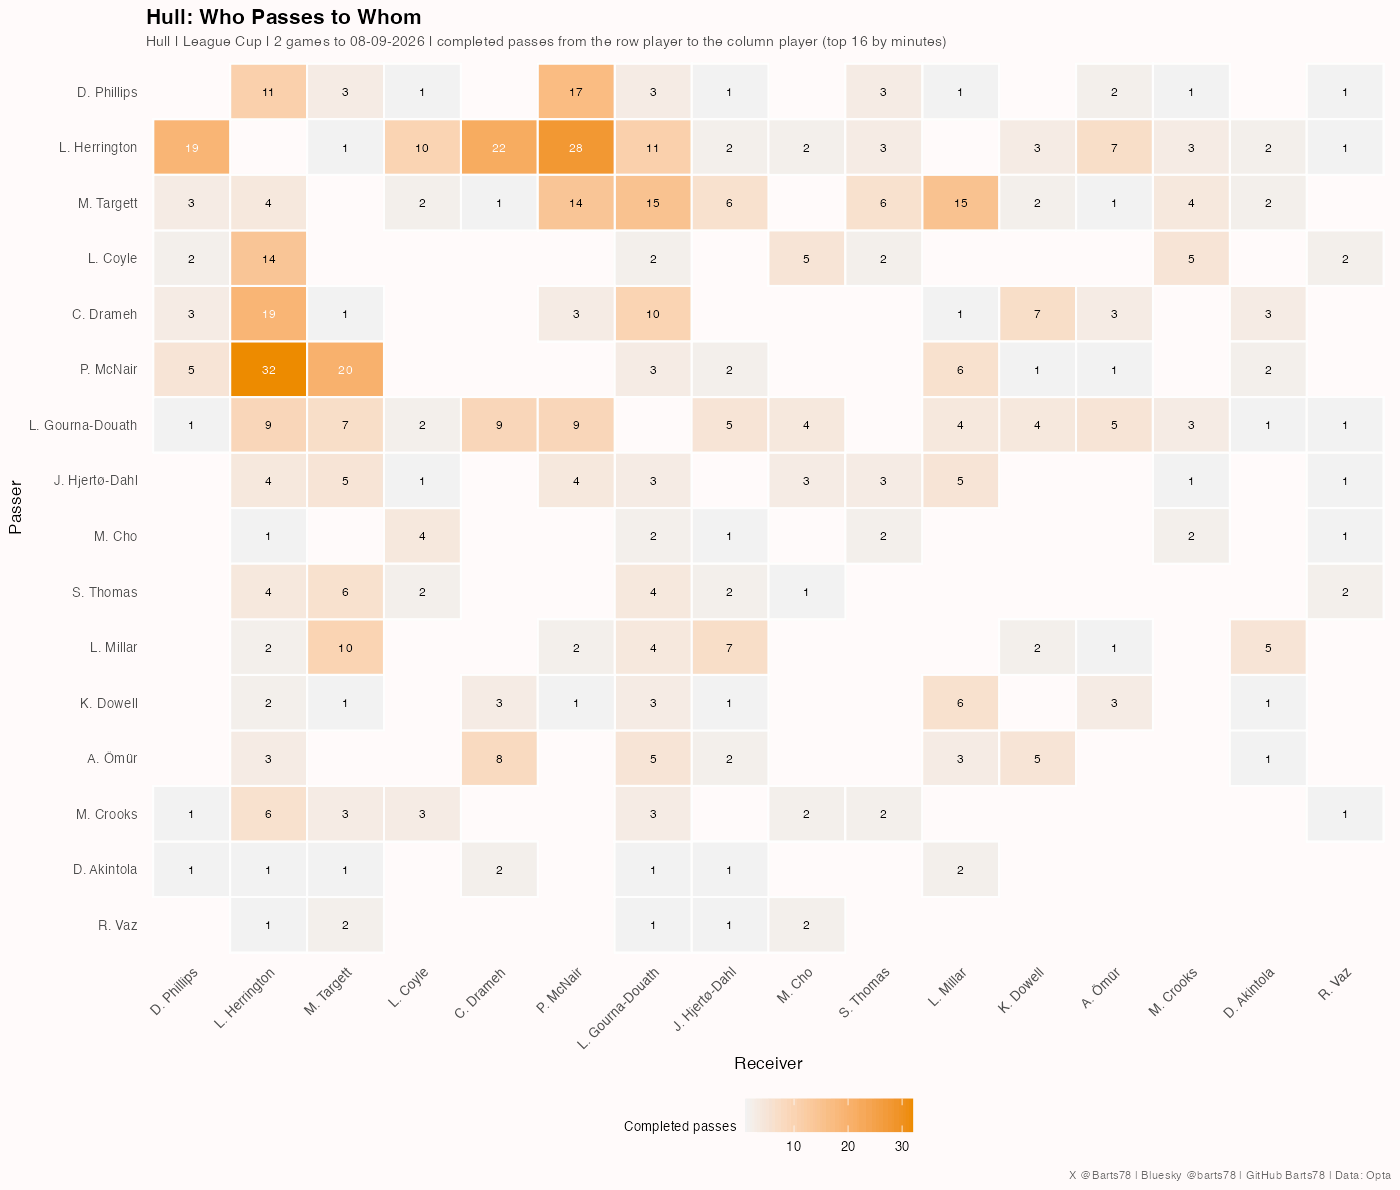 Hull: Who Passes to Whom
Hull | League Cup | 2 games to 08-09-2026 | completed passes from the row player to the column player (top 16 by minutes)
D. Phillips 11 3 1 17 3 1 3 1 2 1 1
L. Herrington 19 1 10 22 28 11 2 2 3 3 7 3 2 1
M. Targett 3 4 2 1 14 15 6 6 15 2 1 4 2
L. Coyle 2 14 2 5 2 5 2
C. Drameh 3 19 1 3 10 1 7 3 3
P. McNair 5 32 20 3 2 6 1 1 2
L. Gourna-Douath 1 9 7 2 9 9 5 4 4 4 5 3 1 1
J. Hjertø-Dahl 4 5 1 4 3 3 3 5 1 1
M. Cho 1 4 2 1 2 2 1
S. Thomas 4 6 2 4 2 1 2
L. Millar 2 10 2 4 7 2 1 5
K. Dowell 2 1 3 1 3 1 6 3 1
A. Ömür 3 8 5 2 3 5 1
M. Crooks 1 6 3 3 3 2 2 1
D. Akintola 1 1 1 2 1 1 2
R. Vaz 1 2 1 1 2
Passer
D. Phillips L. Herrington M. Targett L. Coyle C. Drameh P. McNair L. Gourna-Douath J. Hjertø-Dahl M. Cho S. Thomas L. Millar K. Dowell A. Ömür M. Crooks D. Akintola R. Vaz
Receiver
Completed passes
10 20 30
X @Barts78 | Bluesky @barts78 | GitHub Barts78 | Data: Opta